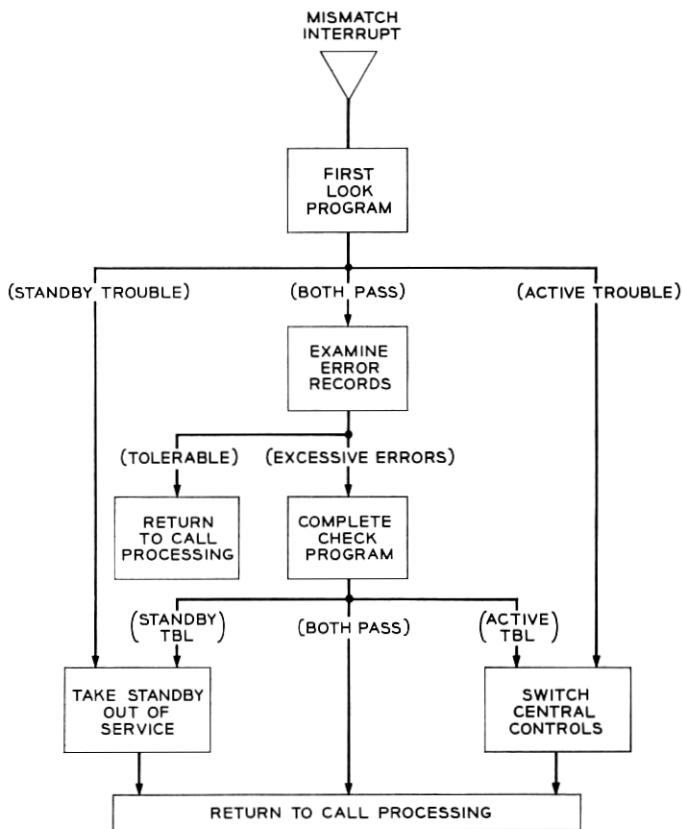 MISMATCH
INTERRUPT
FIRST
LOOK
PROGRAM
(STANDBY TROUBLE)
(BOTH PASS)
(ACTIVE TROUBLE)
EXAMINE
ERROR
RECORDS
(TOLERABLE)
(EXCESSIVE ERRORS)
RETURN
TO CALL
PROCESSING
COMPLETE
CHECK
PROGRAM
(STANDBY
TBL)
(BOTH PASS)
(ACTIVE
TBL)
TAKE STANDBY
OUT OF
SERVICE
SWITCH
CENTRAL
CONTROLS
RETURN TO CALL PROCESSING